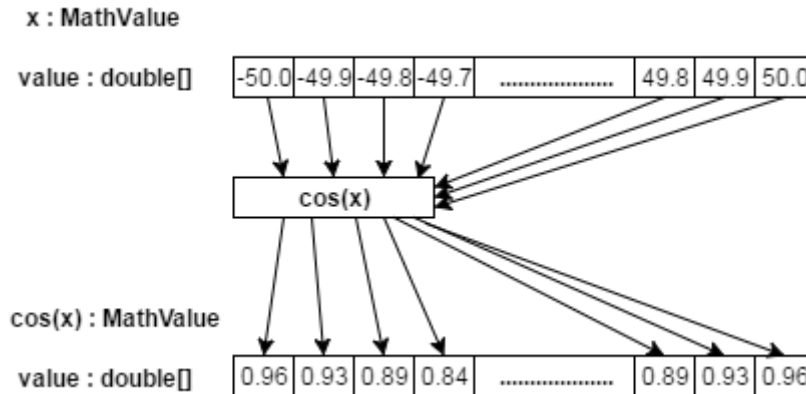 x : MathValue
value : double[] -50.0 -49.9 -49.8 -49.7 ................... 49.8 49.9 50.0
cos(x)
cos(x) : MathValue
value : double[] 0.96 0.93 0.89 0.84 ................... 0.89 0.93 0.96